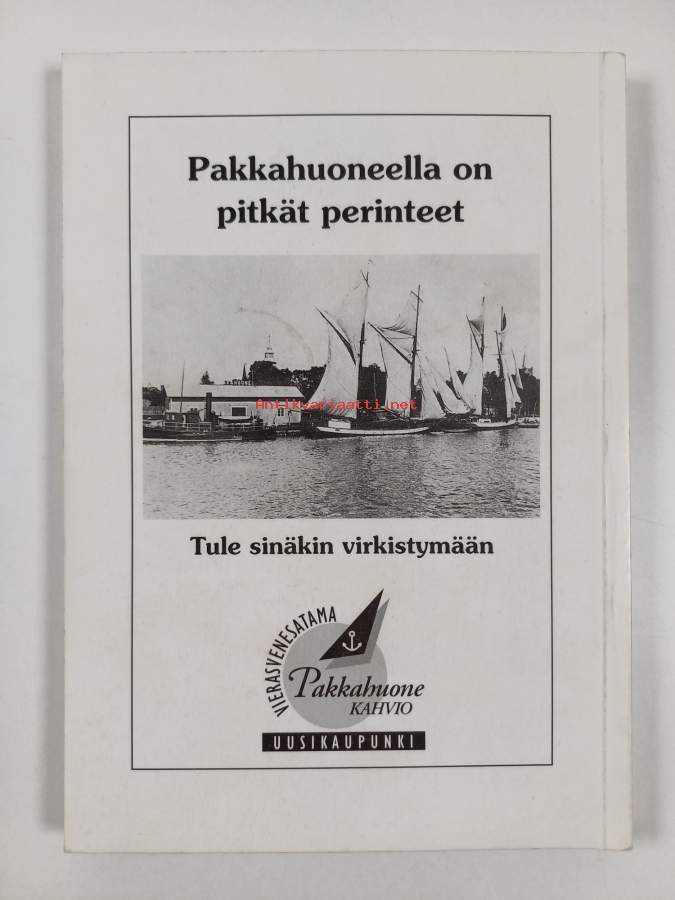 Pakkahuoneella on
pitkät perinteet
Antikvariaatti.net
Tule sinäkin virkistymään
VIERASVENESATAMA
Pakkahuone
KAHVIO
UUSIKAUPUNKI